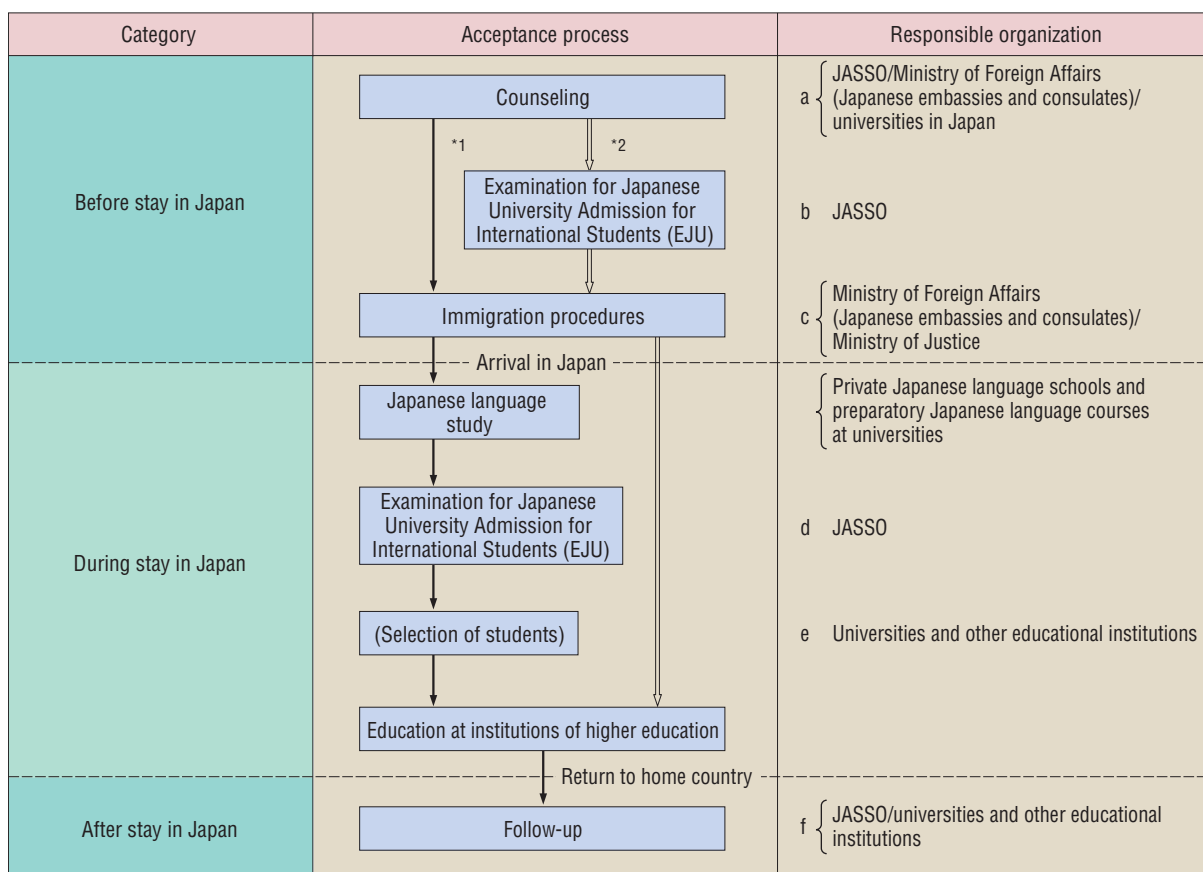 Category
Acceptance process
Responsible organization
Before stay in Japan
Counseling
*1
*2
Examination for Japanese
University Admission for
International Students (EJU)
Immigration procedures
a
JASSO/Ministry of Foreign Affairs
(Japanese embassies and consulates)/
universities in Japan
b JASSO
c
Ministry of Foreign Affairs
(Japanese embassies and consulates)/
Ministry of Justice
Arrival in Japan
During stay in Japan
Japanese language
study
Examination for Japanese
University Admission for
International Students (EJU)
(Selection of students)
Education at institutions of higher education
Private Japanese language schools and
preparatory Japanese language courses
at universities
d JASSO
e Universities and other educational institutions
Return to home country
After stay in Japan
Follow-up
f
JASSO/universities and other educational
institutions